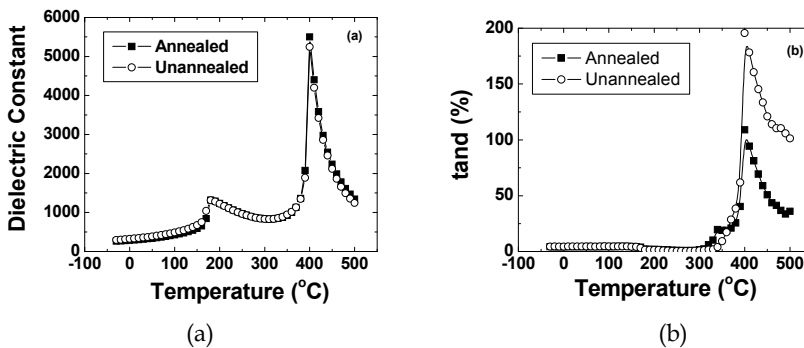 (a)
Annealed
Unannealed
Dielectric Constant
6000
5000
4000
3000
2000
1000
0
-100 0 100 200 300 400 500
Temperature (°C)
(a)
(b)
Annealed
Unannealed
tand (%)
200
150
100
50
0
-100 0 100 200 300 400 500
Temperature (°C)
(b)